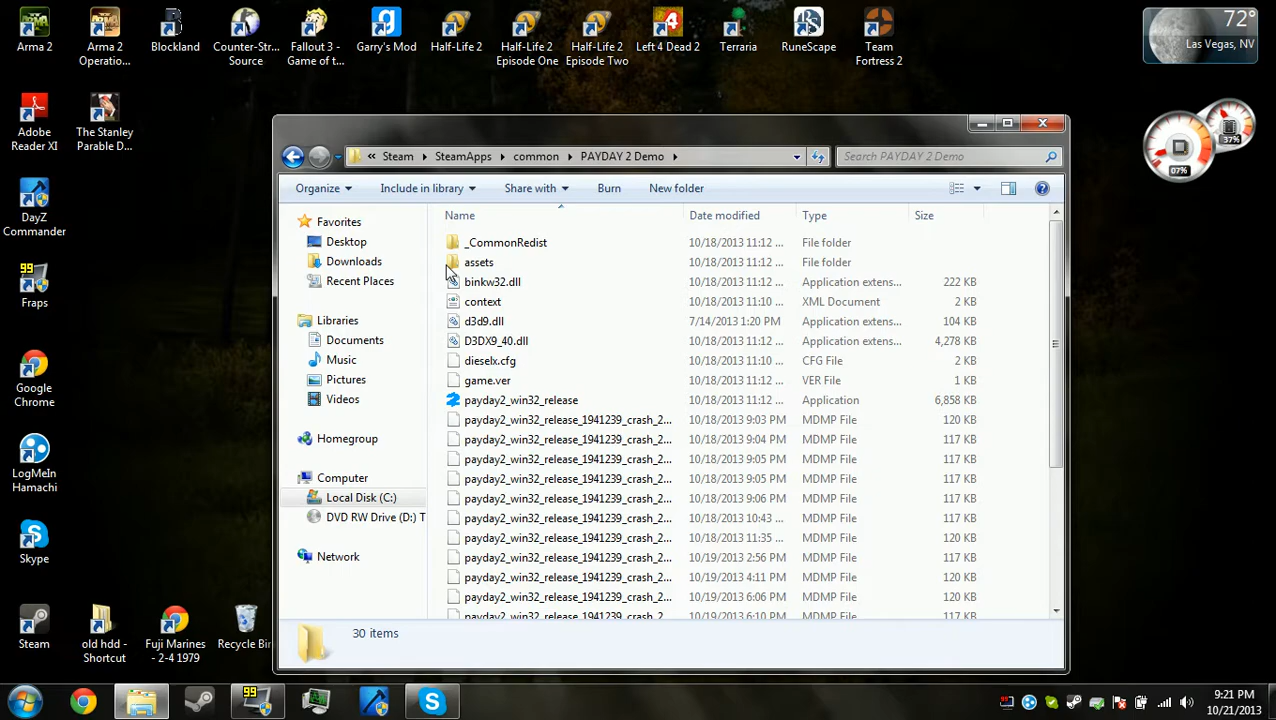 Arma 2
Arma 2 Operatio...
Blockland
Counter-Str... Source
Fallout 3 - Game of t...
Garry's Mod
Half-Life 2
Half-Life 2 Episode One
Half-Life 2 Episode Two
Left 4 Dead 2
Terraria
RuneScape
Team Fortress 2
72°
Las Vegas, NV
Adobe Reader XI
The Stanley Parable D...
37%
07%
DayZ Commander
99
Fraps
Google Chrome
LogMeIn Hamachi
Skype
Steam
old hdd - Shortcut
Fuji Marines - 2-4 1979
Recycle Bin
« Steam SteamApps common PAYDAY 2 Demo
Search PAYDAY 2 Demo
Organize Include in library Share with Burn New folder
Favorites
Desktop
Downloads
Recent Places
Libraries
Documents
Music
Pictures
Videos
Homegroup
Computer
Local Disk (C:)
DVD RW Drive (D:) T
Network
Name Date modified Type Size
_CommonRedist 10/18/2013 11:12 ... File folder
assets 10/18/2013 11:12 ... File folder
binkw32.dll 10/18/2013 11:12 ... Application extens... 222 KB
context 10/18/2013 11:10 ... XML Document 2 KB
d3d9.dll 7/14/2013 1:20 PM Application extens... 104 KB
D3DX9_40.dll 10/18/2013 11:12 ... Application extens... 4,278 KB
dieselx.cfg 10/18/2013 11:10 ... CFG File 2 KB
game.ver 10/18/2013 11:12 ... VER File 1 KB
payday2_win32_release 10/18/2013 11:12 ... Application 6,858 KB
payday2_win32_release_1941239_crash_2... 10/18/2013 9:03 PM MDMP File 120 KB
payday2_win32_release_1941239_crash_2... 10/18/2013 9:04 PM MDMP File 117 KB
payday2_win32_release_1941239_crash_2... 10/18/2013 9:05 PM MDMP File 117 KB
payday2_win32_release_1941239_crash_2... 10/18/2013 9:05 PM MDMP File 117 KB
payday2_win32_release_1941239_crash_2... 10/18/2013 9:06 PM MDMP File 117 KB
payday2_win32_release_1941239_crash_2... 10/18/2013 10:43 ... MDMP File 117 KB
payday2_win32_release_1941239_crash_2... 10/18/2013 11:35 ... MDMP File 120 KB
payday2_win32_release_1941239_crash_2... 10/19/2013 2:56 PM MDMP File 117 KB
payday2_win32_release_1941239_crash_2... 10/19/2013 4:11 PM MDMP File 120 KB
payday2_win32_release_1941239_crash_2... 10/19/2013 6:06 PM MDMP File 120 KB
payday2_win32_release_1941239_crash_2... 10/19/2013 6:10 PM MDMP File 117 KB
30 items
99
9:21 PM
10/21/2013